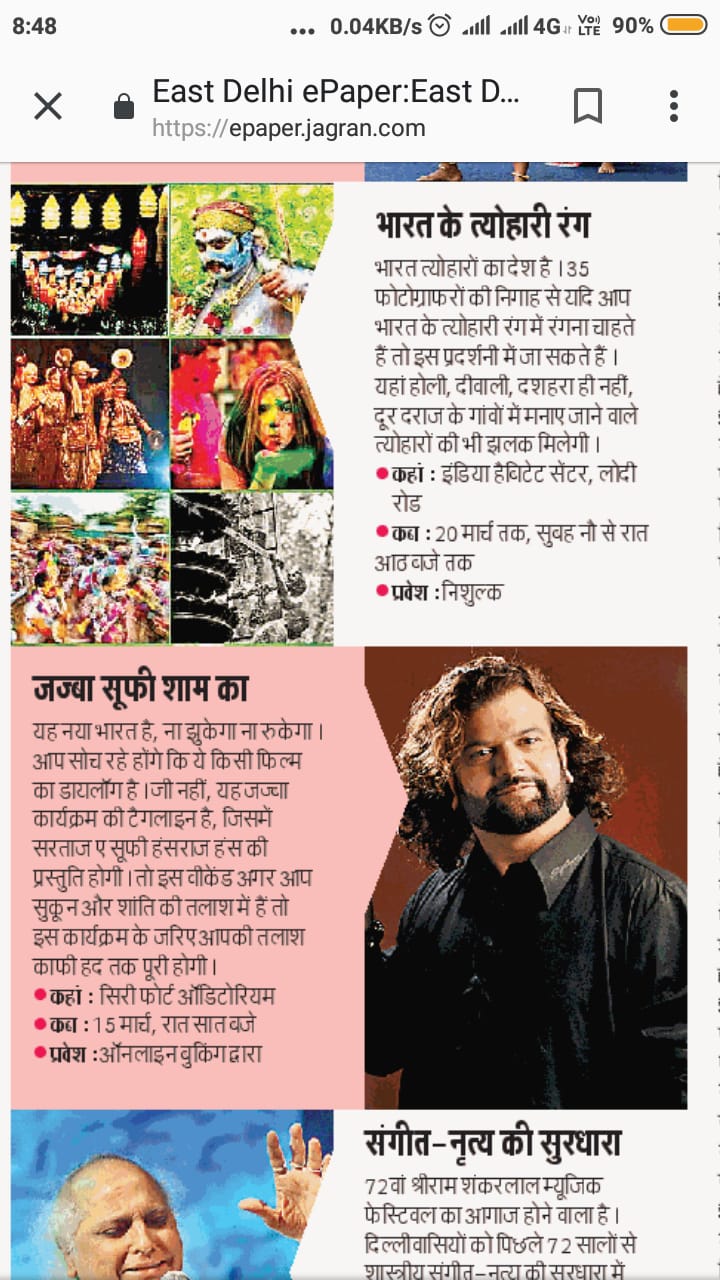 8:48
... 0.04KB/s 4G Vo)) LTE 90%
East Delhi ePaper:East D...
https://epaper.jagran.com
भारत के त्योहारी रंग
भारत त्योहारों का देश है । 35
फोटोग्राफरों की निगाह से यदि आप
भारत के त्योहारी रंग में रंगना चाहते
हैं तो इस प्रदर्शनी में जा सकते हैं ।
यहां होली, दीवाली, दशहरा ही नहीं,
दूर दराज के गांवों में मनाए जाने वाले
त्योहारों की भी झलक मिलेगी ।
● कहां : इंडिया हैबिटेट सेंटर, लोदी
रोड
● कब : 20 मार्च तक, सुबह नौ से रात
आठ बजे तक
● प्रवेश : निशुल्क
जज्बा सूफी शाम का
यह नया भारत है, ना झुकेगा ना रुकेगा ।
आप सोच रहे होंगे कि ये किसी फिल्म
का डायलॉग है । जी नहीं, यह जज्बा
कार्यक्रम की टैगलाइन है, जिसमें
सरताज ए सूफी हंसराज हंस की
प्रस्तुति होगी । तो इस वीकेंड अगर आप
सुकून और शांति की तलाश में हैं तो
इस कार्यक्रम के जरिए आपकी तलाश
काफी हद तक पूरी होगी ।
● कहां : सिरी फोर्ट ऑडिटोरियम
● कब : 15 मार्च, रात सात बजे
● प्रवेश : ऑनलाइन बुकिंग द्वारा
संगीत-नृत्य की सुरधारा
72वां श्रीराम शंकरलाल म्यूजिक
फेस्टिवल का आगाज होने वाला है ।
दिल्लीवासियों को पिछले 72 सालों से
शास्त्रीय संगीत-नृत्य की सुरधारा में